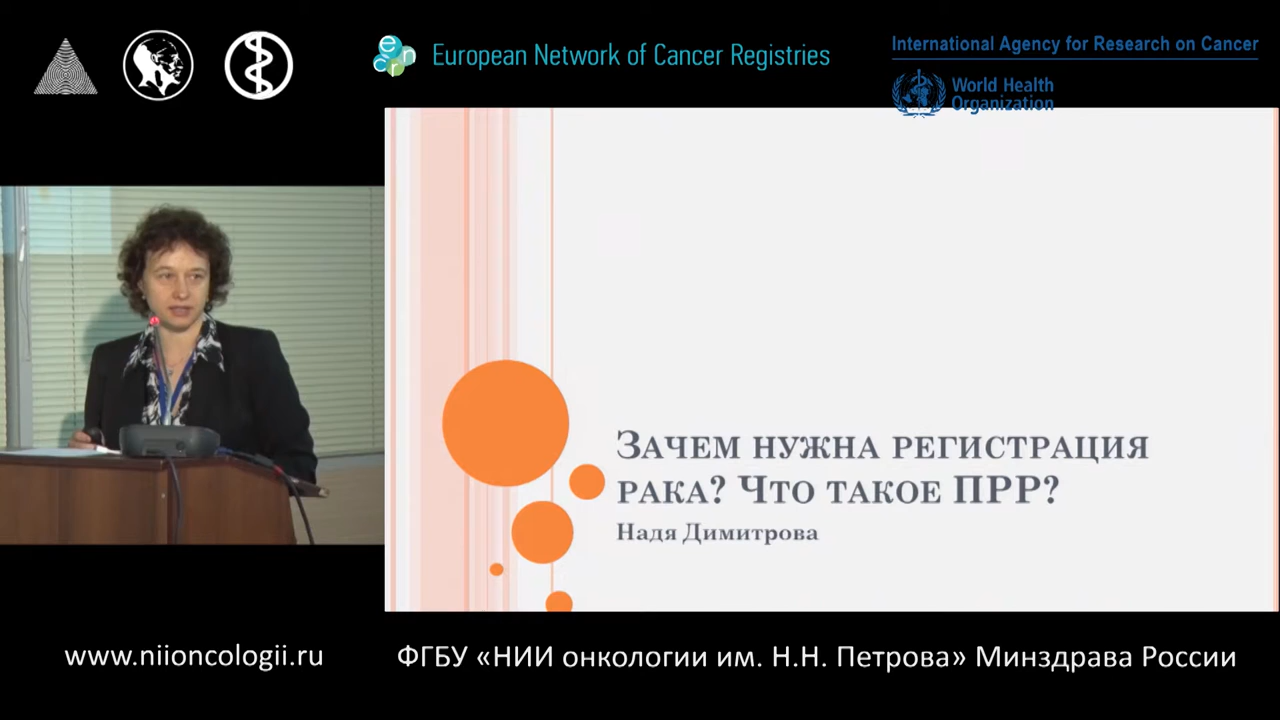 encr
European Network of Cancer Registries
International Agency for Research on Cancer
World Health
Organization
Зачем нужна регистрация
рака? Что такое ПРР?
Надя Димитрова
www.niioncologii.ru
ФГБУ «НИИ онкологии им. Н.Н. Петрова» Минздрава России